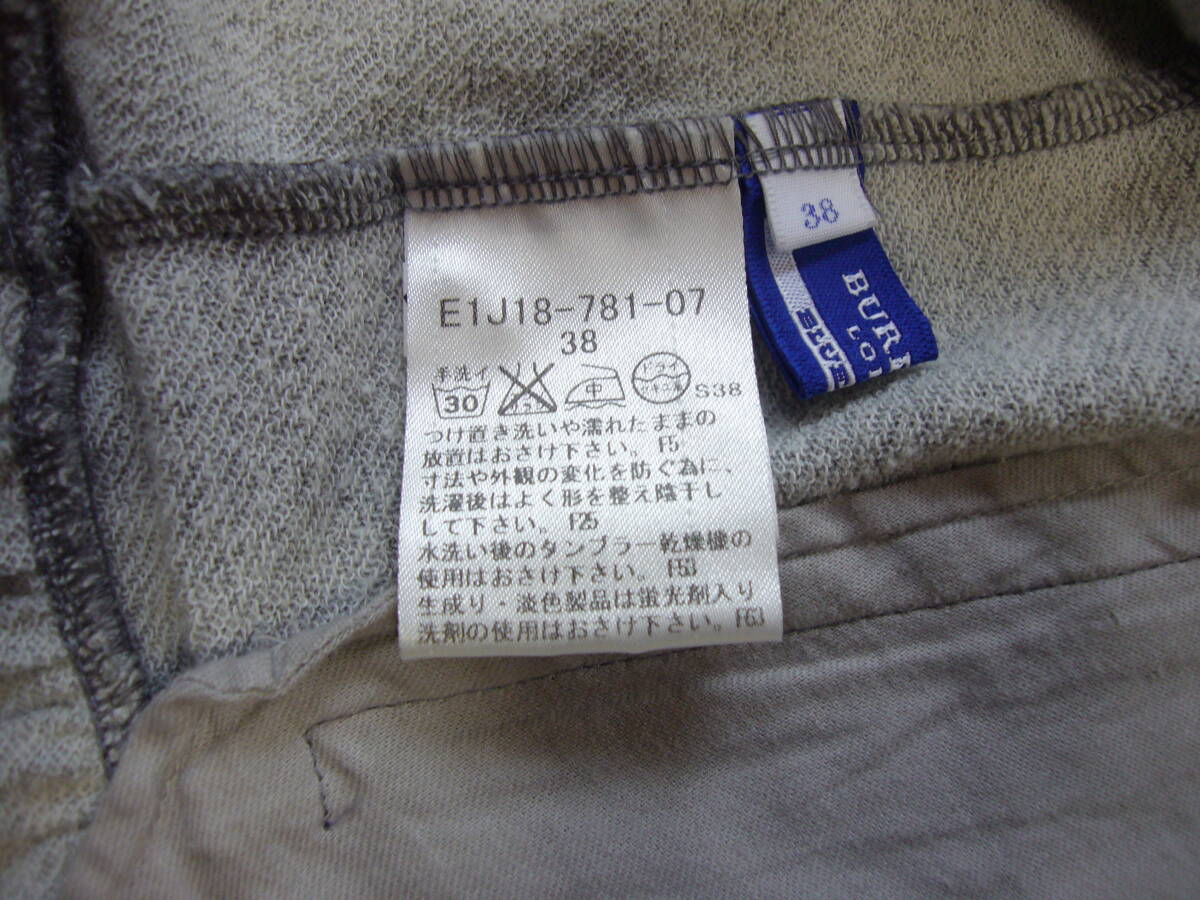 38
BUR
LO
E1J18-781-07
38
手洗イ
30
中
ドライ
S38
つけ置き洗いや濡れたままの
放置はおさけ下さい。F5
寸法や外観の変化を防ぐ為に、
洗濯後はよく形を整え陰干し
して下さい。F25
水洗い後のタンブラー乾燥機の
使用はおさけ下さい。F53
生成り・淡色製品は蛍光剤入り
洗剤の使用はおさけ下さい。F63